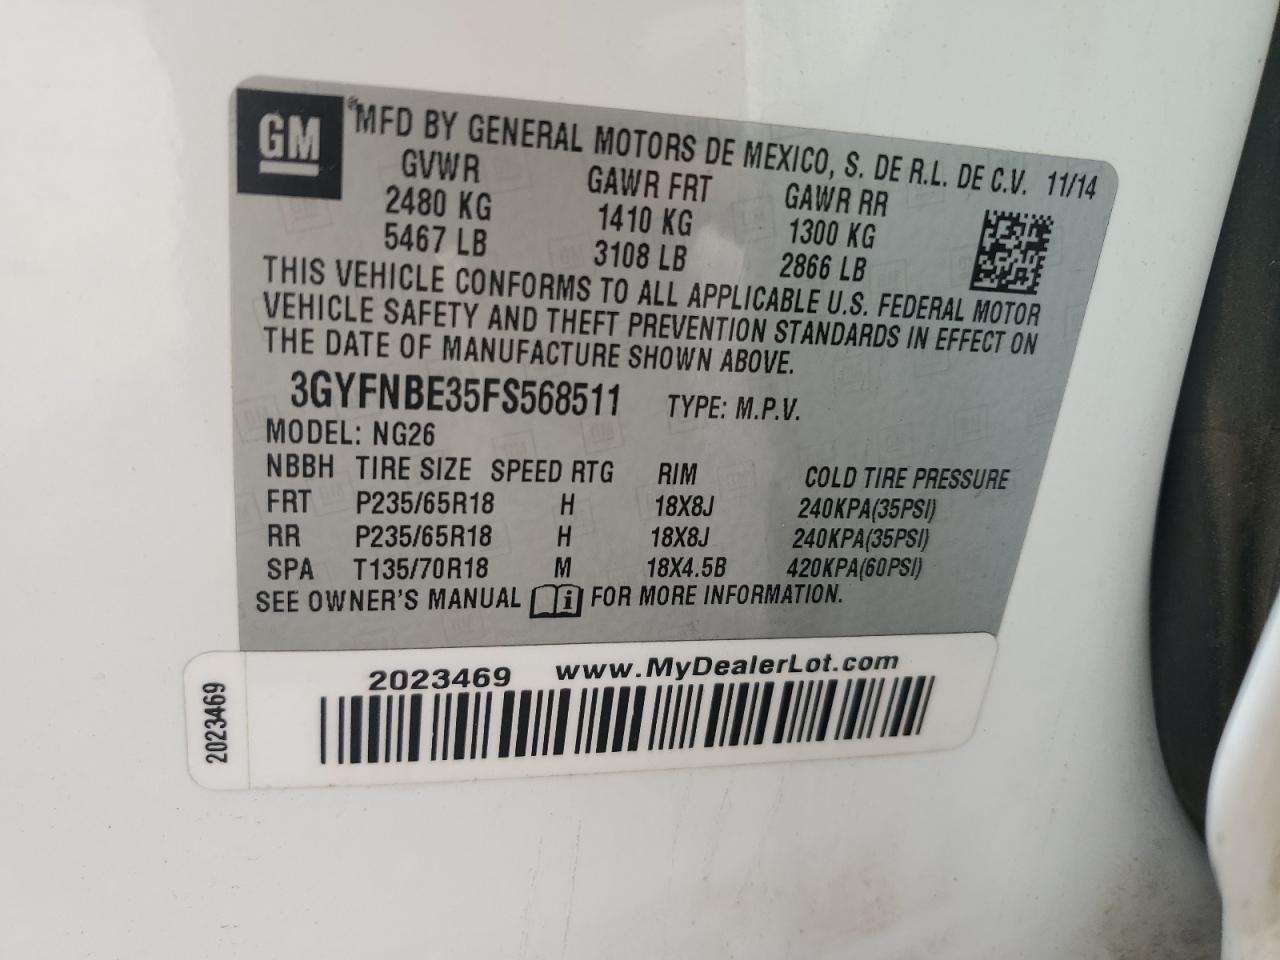 GM
®MFD BY GENERAL MOTORS DE MEXICO, S. DE R.L. DE C.V. 11/14
GVWR GAWR FRT GAWR RR
2480 KG 1410 KG 1300 KG
5467 LB 3108 LB 2866 LB
THIS VEHICLE CONFORMS TO ALL APPLICABLE U.S. FEDERAL MOTOR
VEHICLE SAFETY AND THEFT PREVENTION STANDARDS IN EFFECT ON
THE DATE OF MANUFACTURE SHOWN ABOVE.
3GYFNBE35FS568511 TYPE: M.P.V.
MODEL: NG26
NBBH TIRE SIZE SPEED RTG RIM COLD TIRE PRESSURE
FRT P235/65R18 H 18X8J 240KPA(35PSI)
RR P235/65R18 H 18X8J 240KPA(35PSI)
SPA T135/70R18 M 18X4.5B 420KPA(60PSI)
SEE OWNER'S MANUAL i FOR MORE INFORMATION.
2023469 www.MyDealerLot.com
2023469